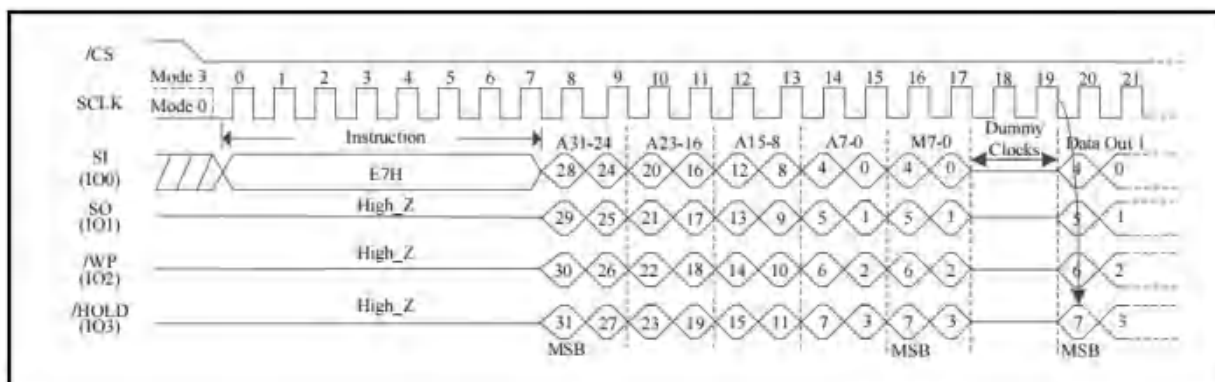 /CS
Mode 3 0 1 2 3 4 5 6 7 8 9 10 11 12 13 14 15 16 17 18 19 20 21
SCLK Mode 0
Instruction A31-24 A23-16 A15-8 A7-0 M7-0 Dummy Clocks Data Out 1
SI
(IO0) E7H 28 24 20 16 12 8 4 0 4 0 4 0
High_Z
SO
(IO1) 29 25 21 17 13 9 5 1 5 1 5 1
High_Z
/WP
(IO2) 30 26 22 18 14 10 6 2 6 2 6 2
High_Z
/HOLD
(IO3) 31 27 23 19 15 11 7 3 7 3 7 3
MSB MSB MSB